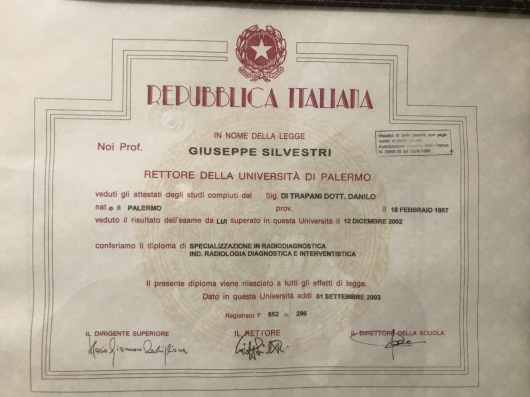 REPUBBLICA ITALIANA
IN NOME DELLA LEGGE
Noi Prof. GIUSEPPE SILVESTRI
RETTORE DELLA UNIVERSITÀ DI PALERMO
veduti gli attestati degli studi compiuti dal Sig. DI TRAPANI DOTT. DANILO
nato a PALERMO prov. il 18 FEBBRAIO 1957
veduto il risultato dell'esame da LUI superato in questa Università il 12 DICEMBRE 2002
conferiamo il diploma di SPECIALIZZAZIONE IN RADIODIAGNOSTICA
IND. RADIOLOGIA DIAGNOSTICA E INTERVENTISTICA
Il presente diploma viene rilasciato a tutti gli effetti di legge.
Dato in questa Università addì 01 SETTEMBRE 2003
Registrato F 652 n. 296
IL DIRIGENTE SUPERIORE IL RETTORE IL DIRETTORE DELLA SCUOLA